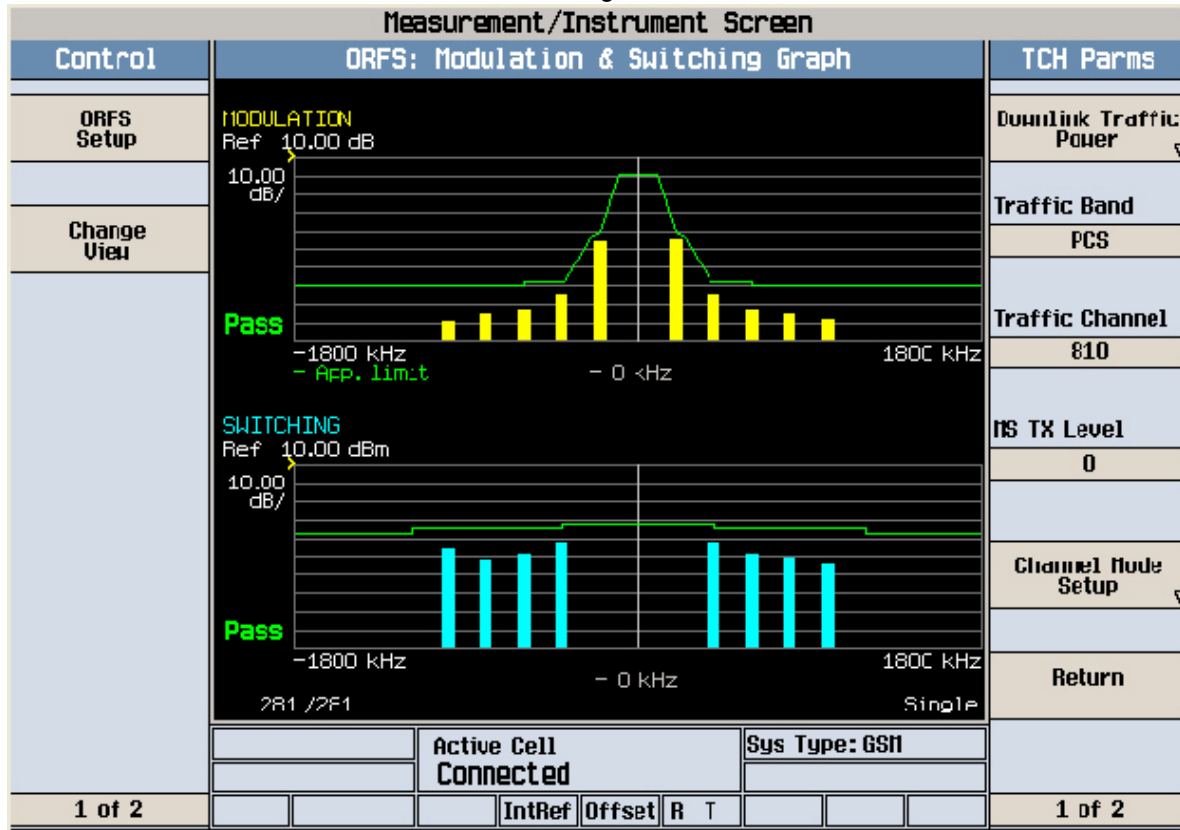 Measurement/Instrument Screen
Control
ORFS: Modulation & Switching Graph
TCH Parms
ORFS
Setup
Change
View
1 of 2
MODULATION
Ref 10.00 dB
10.00
dB/
Pass
-1800 kHz
1800 kHz
- App. limit
- 0 kHz
SWITCHING
Ref 10.00 dBm
10.00
dB/
Pass
-1800 kHz
1800 kHz
- 0 kHz
Single
Active Cell
Connected
Sys Type: GSM
IntRef
Offset
R T
Downlink Traffic
Power
Traffic Band
PCS
Traffic Channel
810
MS TX Level
0
Channel Mode
Setup
Return
1 of 2